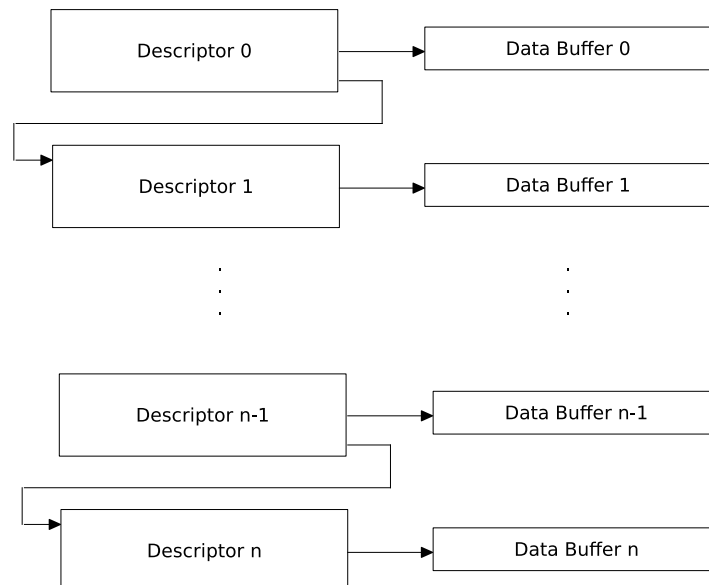 Descriptor 0
Data Buffer 0
Descriptor 1
Data Buffer 1
. .
. .
. .
Descriptor n-1
Data Buffer n-1
Descriptor n
Data Buffer n